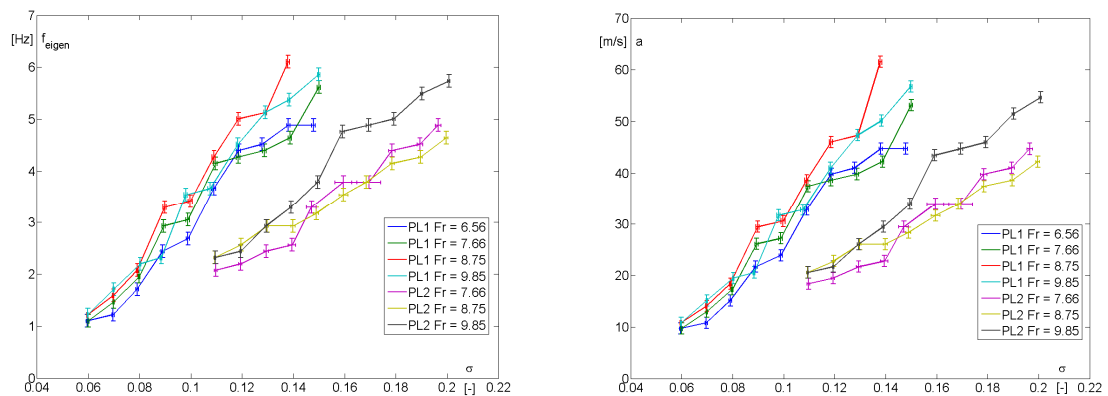 7
[Hz] f_eigen
6
5
4
3
2
1
0
0.04 0.06 0.08 0.1 0.12 0.14 0.16 0.18 0.2 0.22
σ
[-]
PL1 Fr = 6.56
PL1 Fr = 7.66
PL1 Fr = 8.75
PL1 Fr = 9.85
PL2 Fr = 7.66
PL2 Fr = 8.75
PL2 Fr = 9.85
70
[m/s] a
60
50
40
30
20
10
0
0.04 0.06 0.08 0.1 0.12 0.14 0.16 0.18 0.2 0.22
σ
[-]
PL1 Fr = 6.56
PL1 Fr = 7.66
PL1 Fr = 8.75
PL1 Fr = 9.85
PL2 Fr = 7.66
PL2 Fr = 8.75
PL2 Fr = 9.85